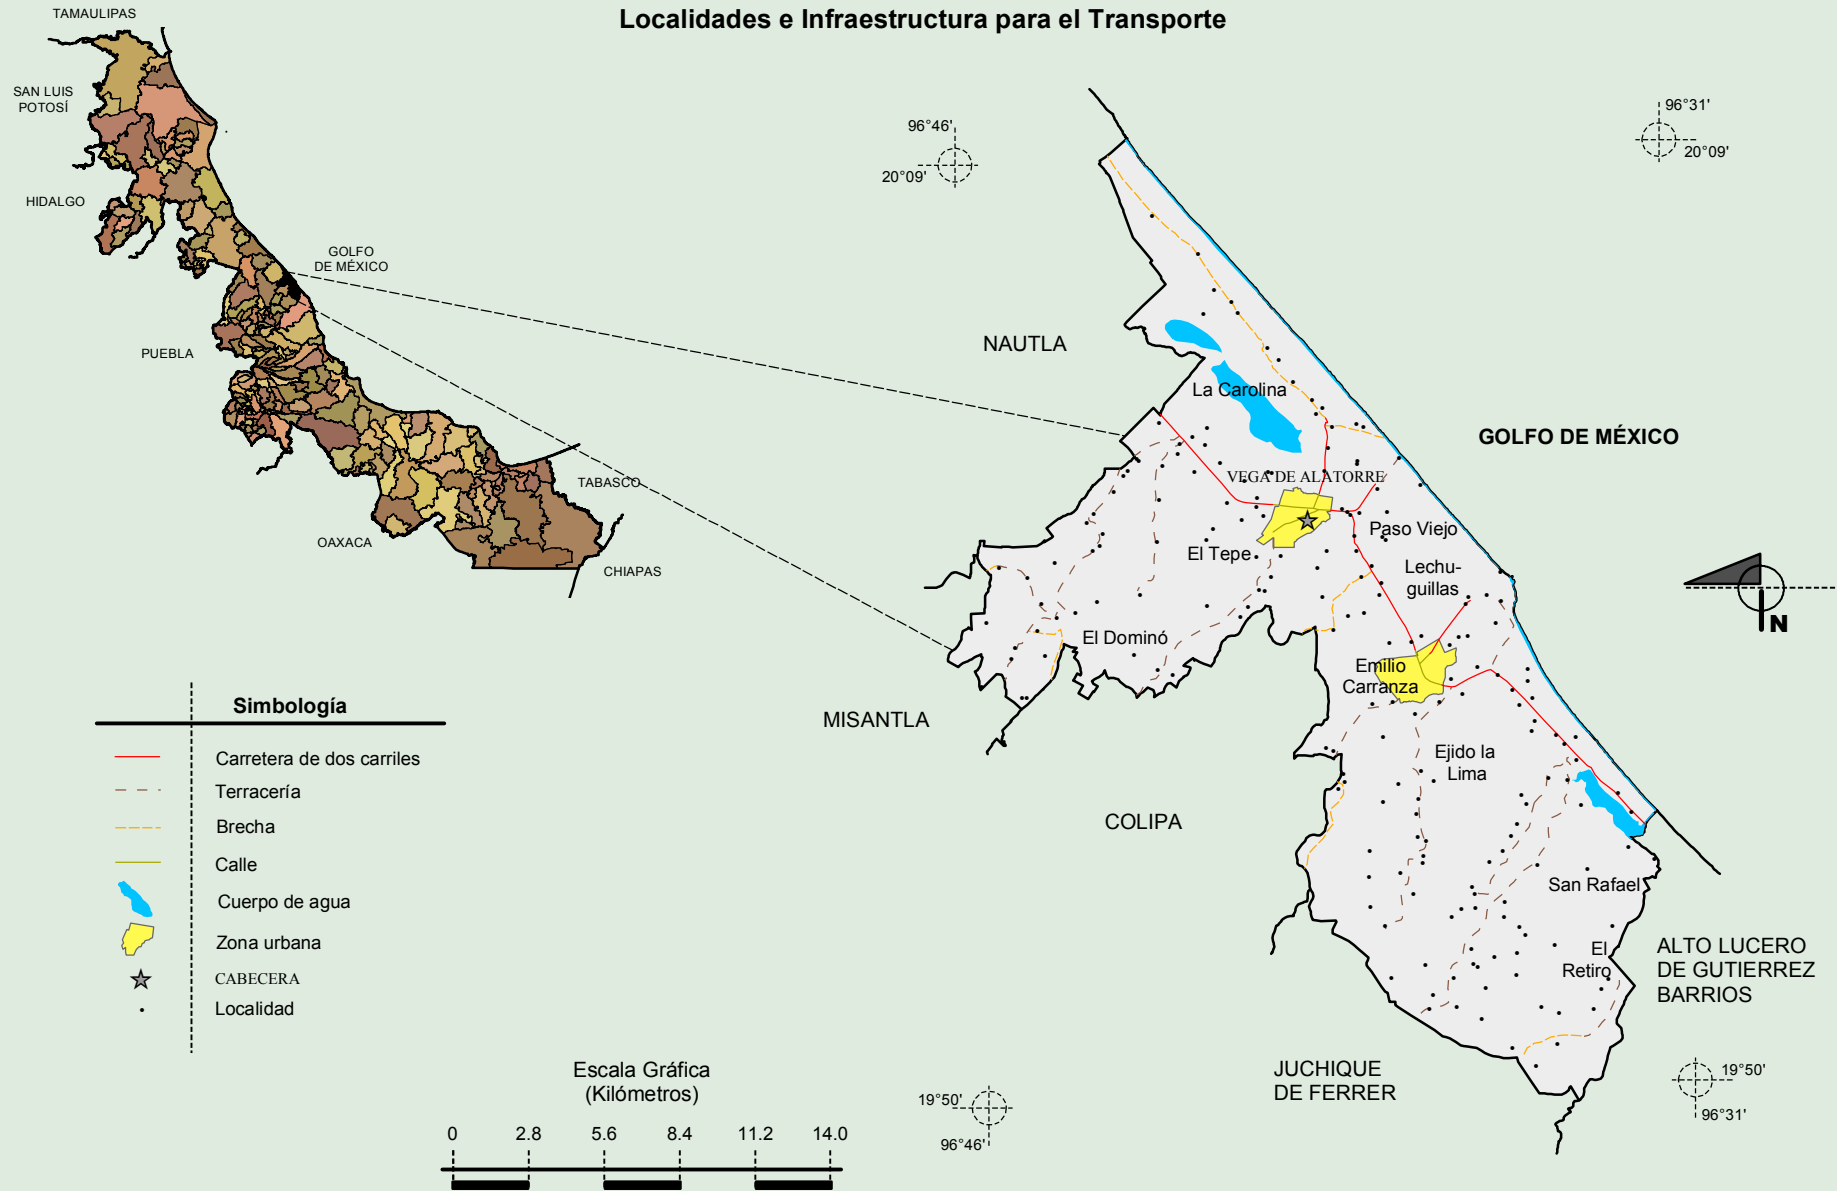 Localidades e Infraestructura para el Transporte
TAMAULIPAS
SAN LUIS
POTOSÍ
HIDALGO
GOLFO
DE MÉXICO
PUEBLA
TABASCO
OAXACA
CHIAPAS
96°46'
20°09'
96°31'
20°09'
NAUTLA
La Carolina
GOLFO DE MÉXICO
VEGA DE ALATORRE
Paso Viejo
El Tepe
Lechu-
guillas
El Dominó
Emilio
Carranza
MISANTLA
Ejido la
Lima
COLIPA
San Rafael
El
Retiro
ALTO LUCERO
DE GUTIERREZ
BARRIOS
JUCHIQUE
DE FERRER
N
Simbología
Carretera de dos carriles
Terracería
Brecha
Calle
Cuerpo de agua
Zona urbana
CABECERA
Localidad
Escala Gráfica
(Kilómetros)
0 2.8 5.6 8.4 11.2 14.0
19°50'
96°46'
19°50'
96°31'